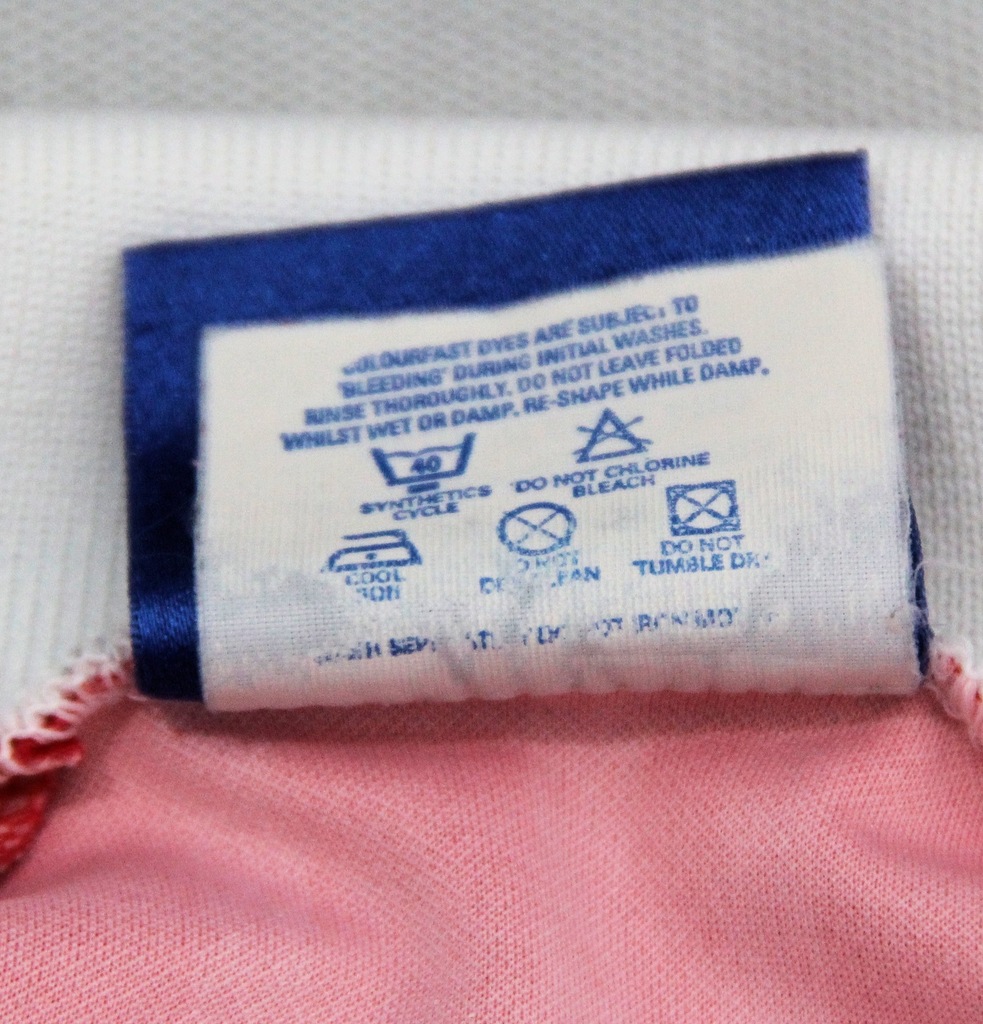 COLOURFAST DYES ARE SUBJECT TO
'BLEEDING' DURING INITIAL WASHES.
RINSE THOROUGHLY. DO NOT LEAVE FOLDED
WHILST WET OR DAMP. RE-SHAPE WHILE DAMP.
40
SYNTHETICS
CYCLE
DO NOT CHLORINE
BLEACH
COOL
IRON
DO NOT
DRY CLEAN
DO NOT
TUMBLE DRY